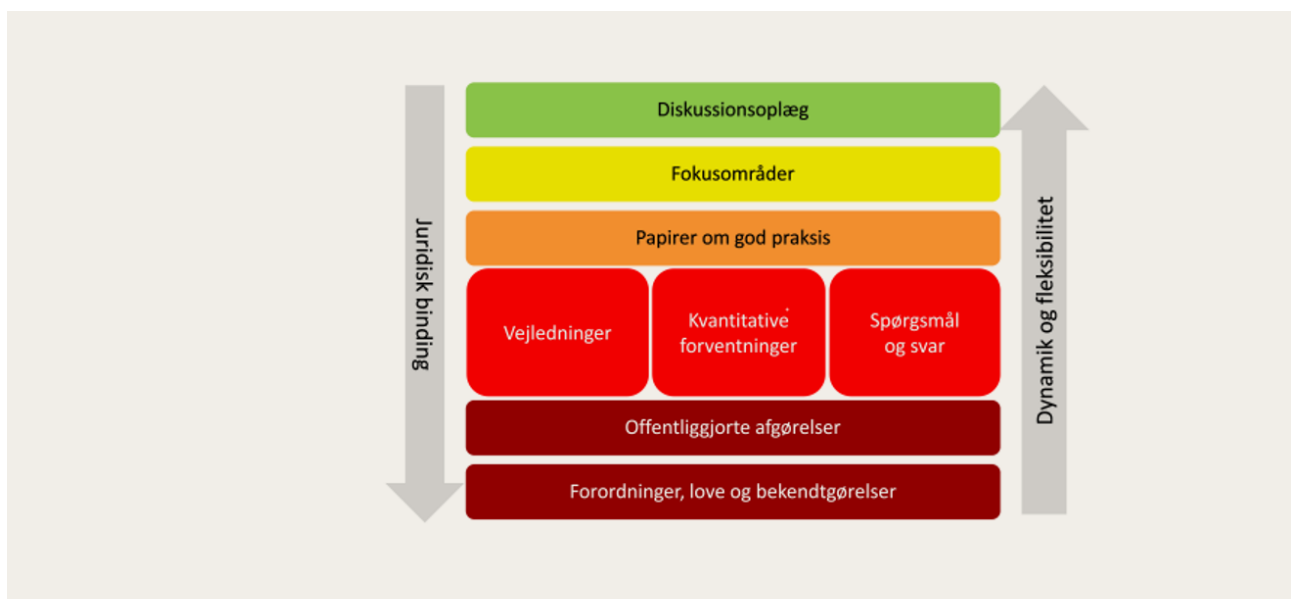 Diskussionsoplæg
Fokusområder
Papirer om god praksis
Juridisk binding
Vejledninger
Kvantitative
forventninger
Spørgsmål
og svar
Dynamik og fleksibilitet
Offentliggjorte afgørelser
Forordninger, love og bekendtgørelser